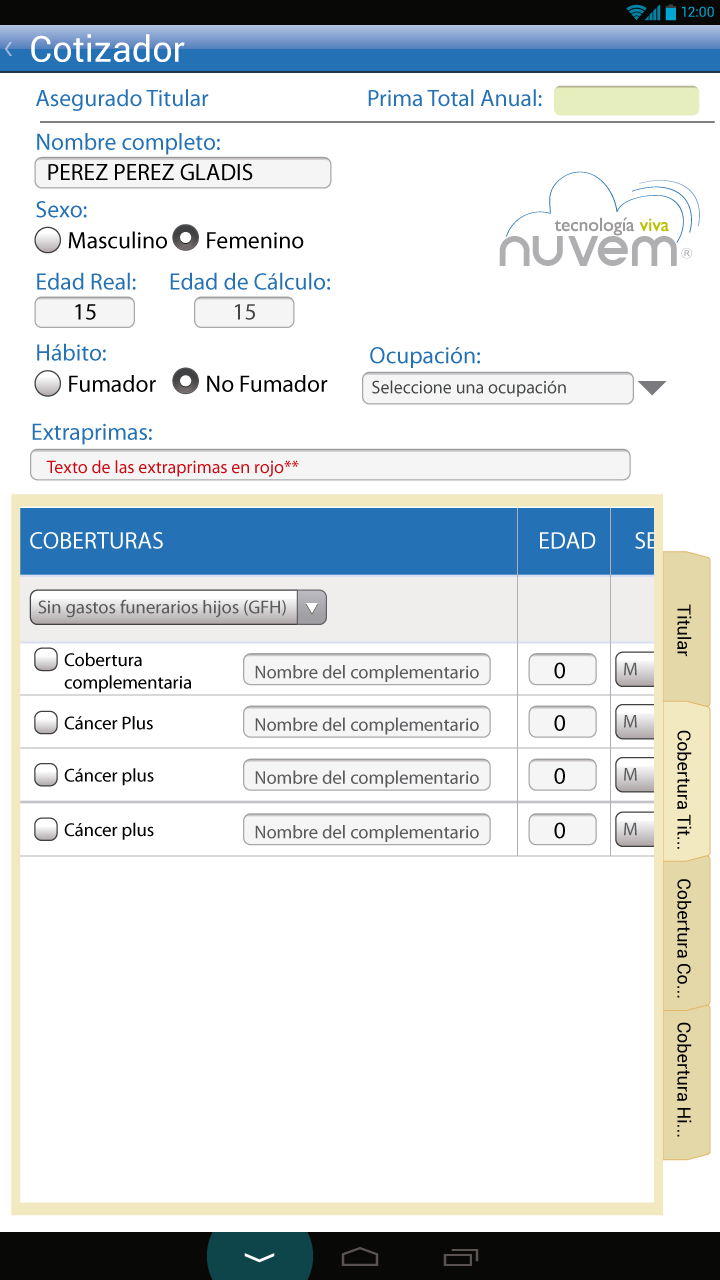 12:00
Cotizador
Asegurado Titular
Prima Total Anual:
Nombre completo:
PEREZ PEREZ GLADIS
Sexo:
Masculino
Femenino
tecnología viva
nuvem®
Edad Real:
Edad de Cálculo:
15
15
Hábito:
Fumador
No Fumador
Ocupación:
Seleccione una ocupación
Extraprimas:
Texto de las extraprimas en rojo**
COBERTURAS
EDAD
SE
Sin gastos funerarios hijos (GFH)
Cobertura
complementaria
Nombre del complementario
0
M
Cáncer Plus
Nombre del complementario
0
M
Cáncer plus
Nombre del complementario
0
M
Cáncer plus
Nombre del complementario
0
M
Titular
Cobertura Tit...
Cobertura Co...
Cobertura Hi...